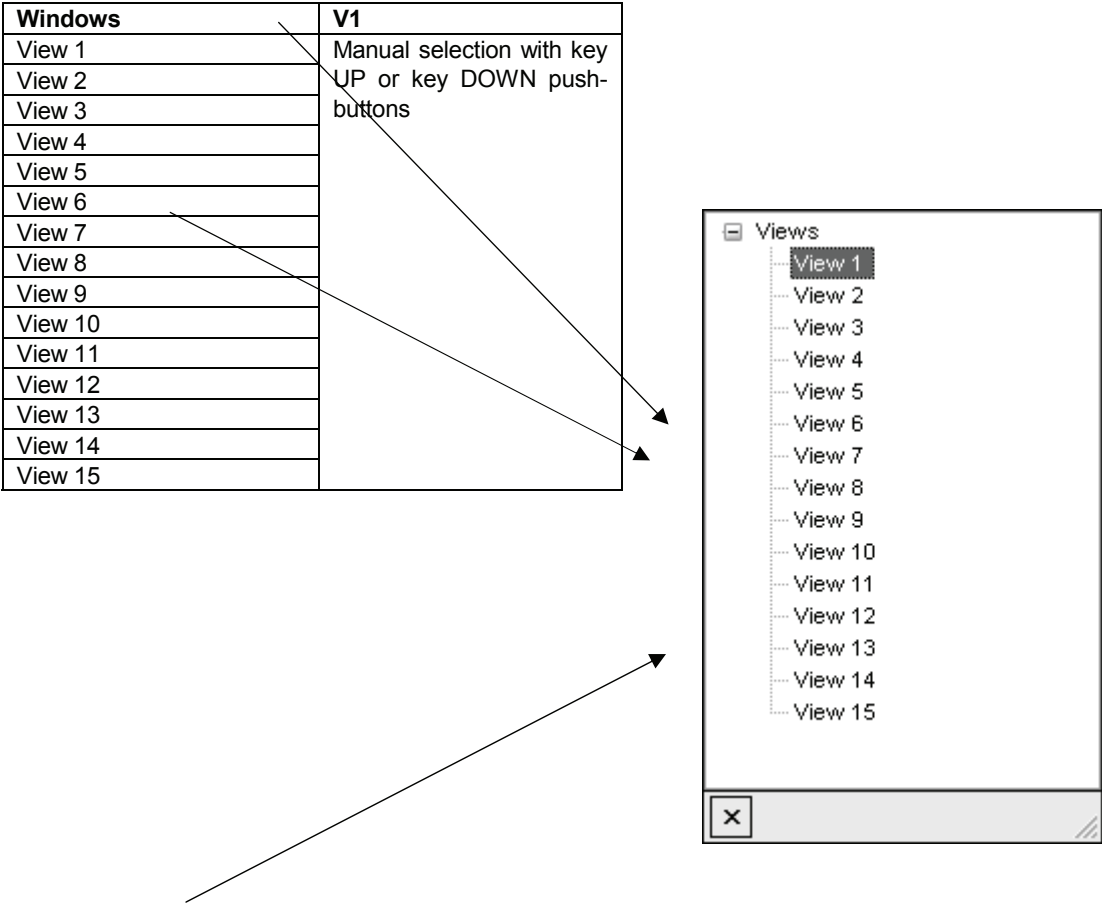 Windows V1
View 1 Manual selection with key
View 2 UP or key DOWN push-
View 3 buttons
View 4
View 5
View 6
View 7
View 8
View 9
View 10
View 11
View 12
View 13
View 14
View 15
Views
View 1
View 2
View 3
View 4
View 5
View 6
View 7
View 8
View 9
View 10
View 11
View 12
View 13
View 14
View 15